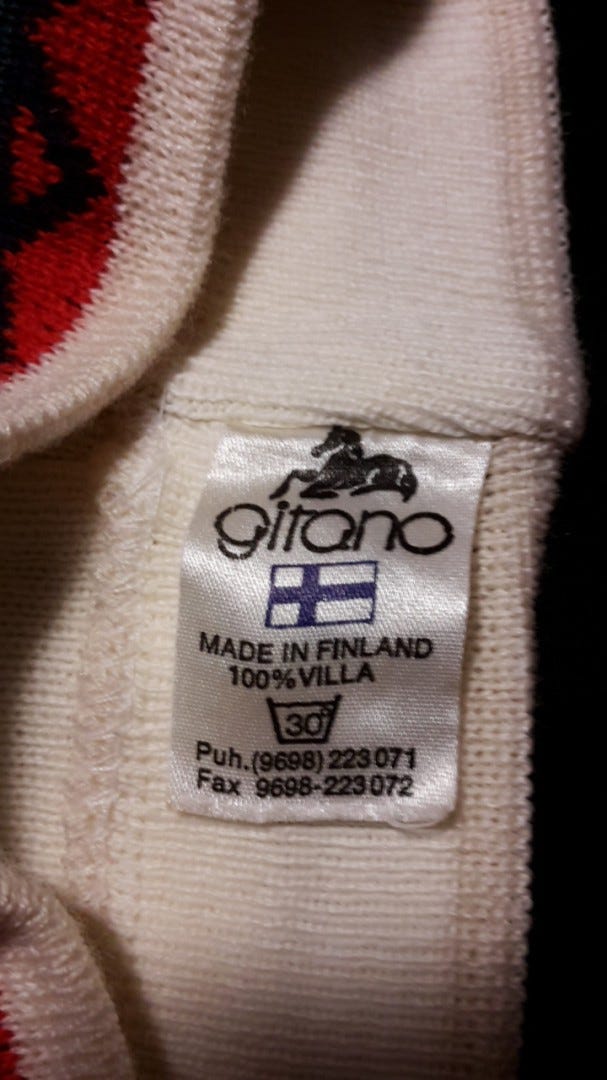 gitano
MADE IN FINLAND
100% VILLA
30°
Puh. (9698) 223071
Fax 9698-223072